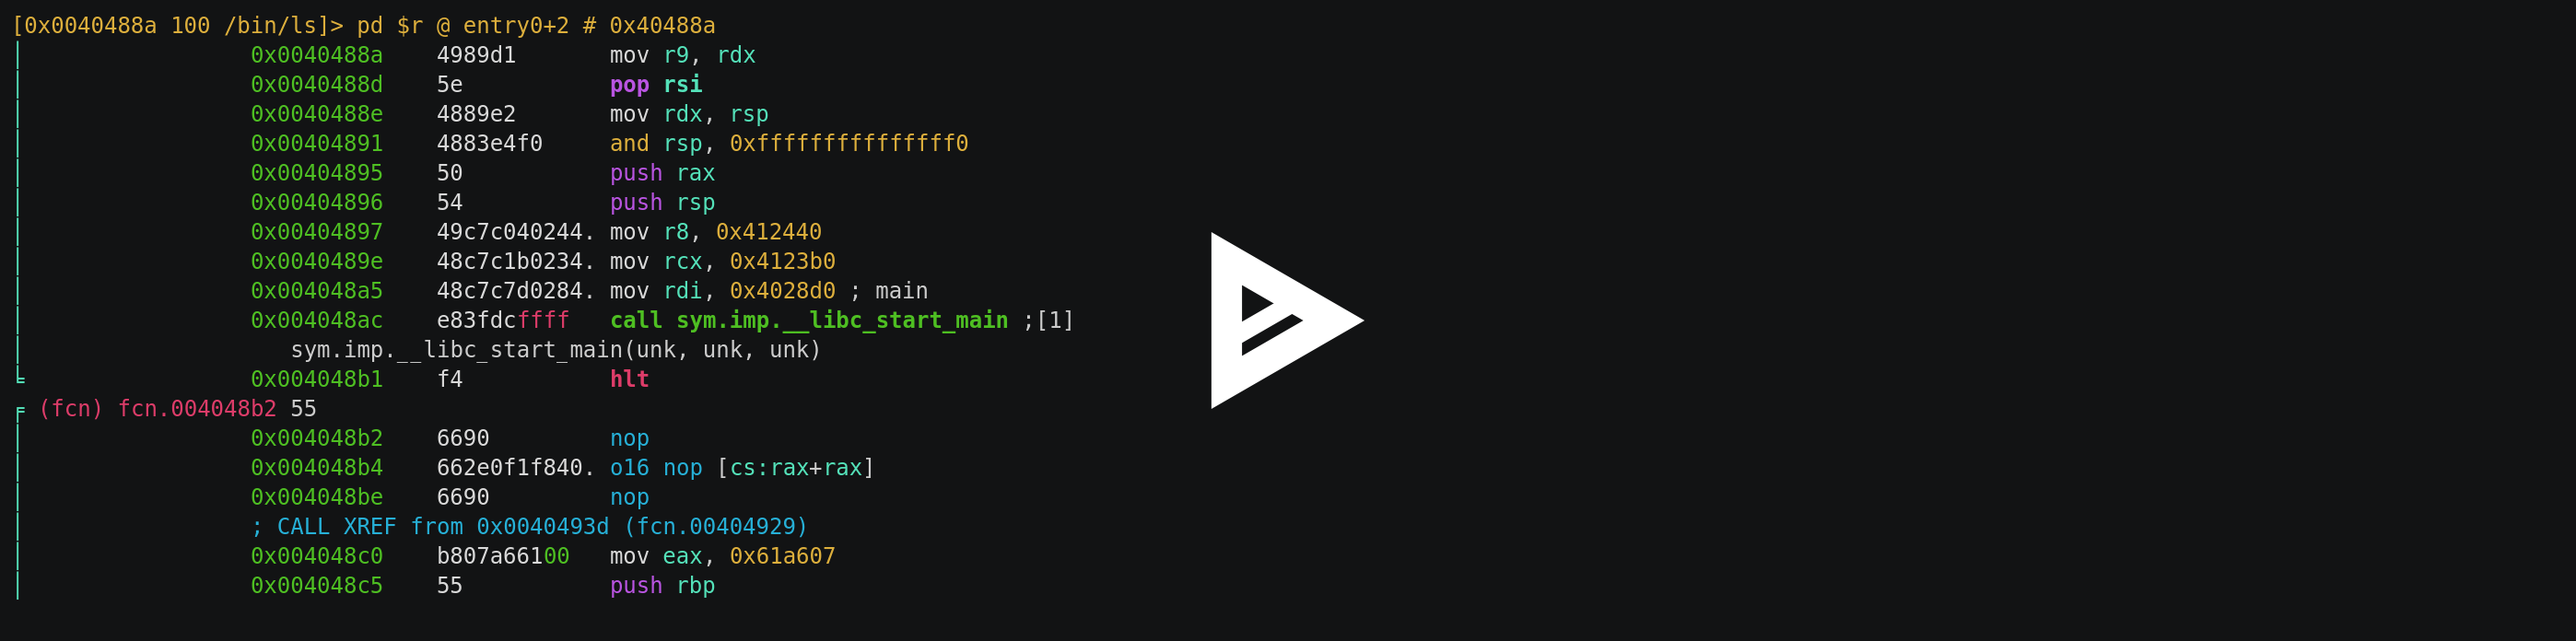 [0x0040488a 100 /bin/ls]> pd $r @ entry0+2 # 0x40488a
0x0040488a 4989d1 mov r9, rdx
0x0040488d 5e pop rsi
0x0040488e 4889e2 mov rdx, rsp
0x00404891 4883e4f0 and rsp, 0xfffffffffffffff0
0x00404895 50 push rax
0x00404896 54 push rsp
0x00404897 49c7c040244. mov r8, 0x412440
0x0040489e 48c7c1b0234. mov rcx, 0x4123b0
0x004048a5 48c7c7d0284. mov rdi, 0x4028d0 ; main
0x004048ac e83fdcffff call sym.imp.__libc_start_main ;[1]
sym.imp.__libc_start_main(unk, unk, unk)
0x004048b1 f4 hlt
(fcn) fcn.004048b2 55
0x004048b2 6690 nop
0x004048b4 662e0f1f840. o16 nop [cs:rax+rax]
0x004048be 6690 nop
; CALL XREF from 0x0040493d (fcn.00404929)
0x004048c0 b807a66100 mov eax, 0x61a607
0x004048c5 55 push rbp